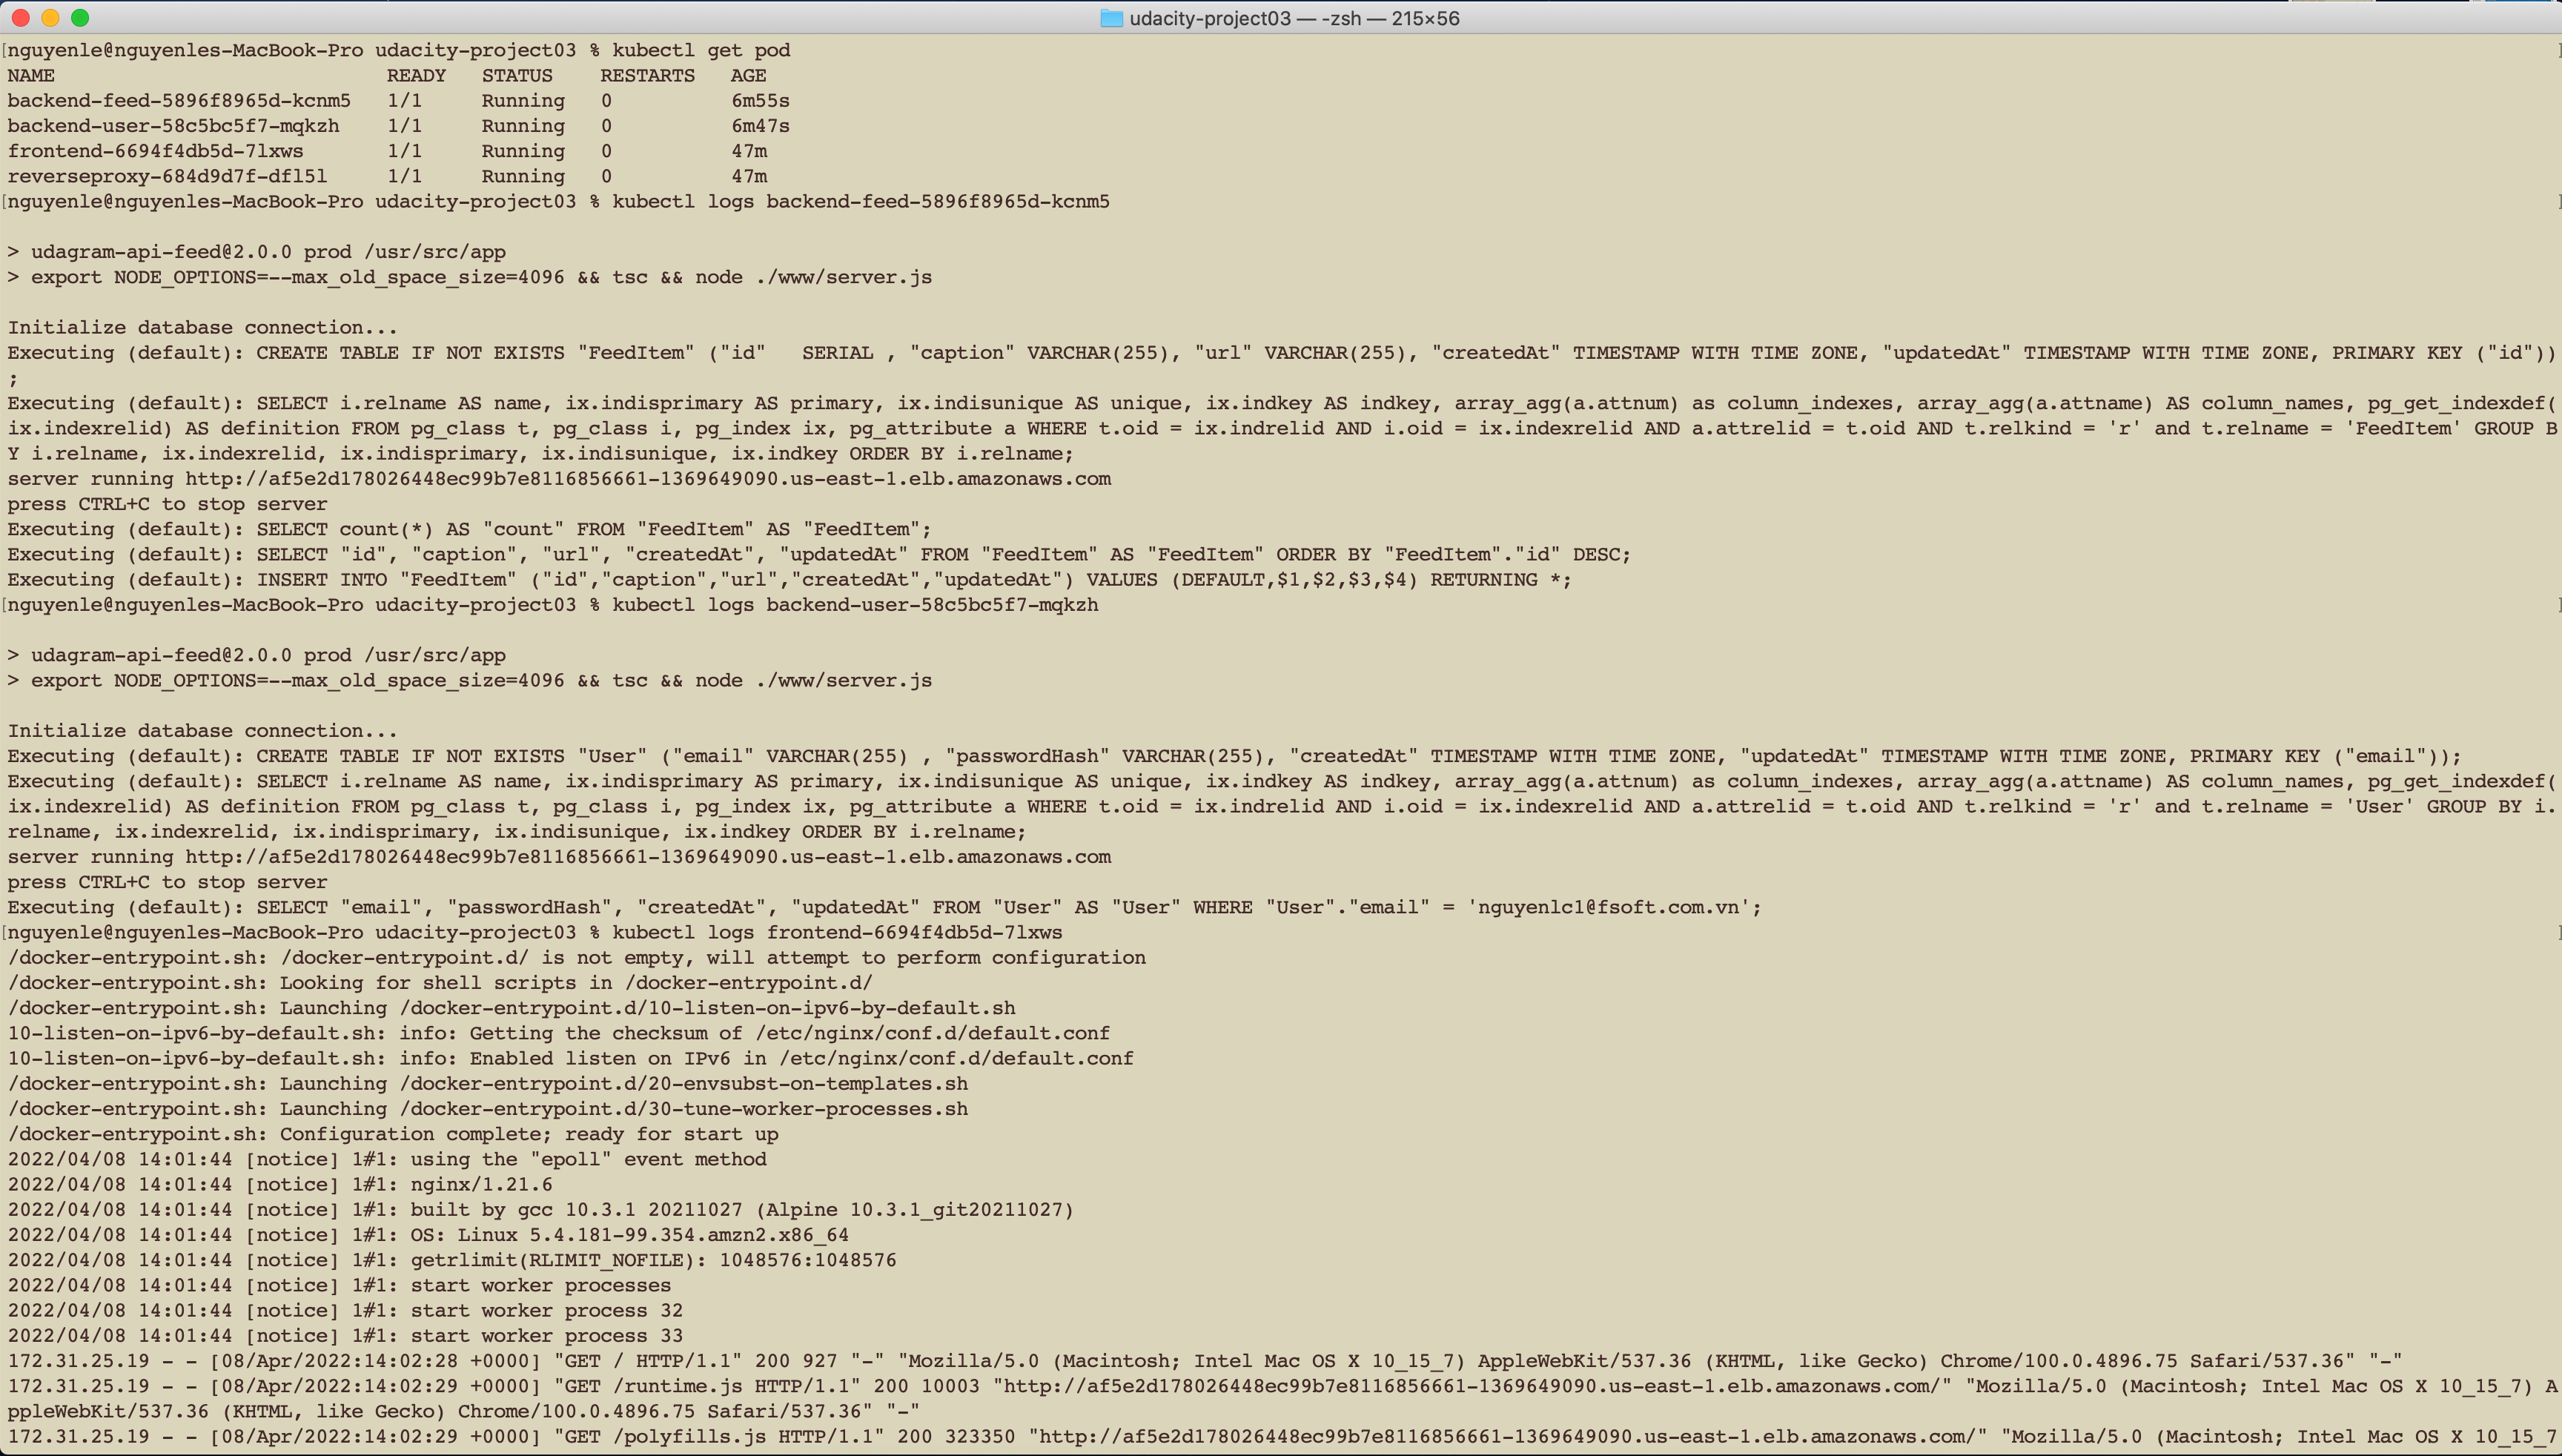 udacity-project03 — -zsh — 215×56
[nguyenle@nguyenles-MacBook-Pro udacity-project03 % kubectl get pod ]
NAME READY STATUS RESTARTS AGE
backend-feed-5896f8965d-kcnm5 1/1 Running 0 6m55s
backend-user-58c5bc5f7-mqkzh 1/1 Running 0 6m47s
frontend-6694f4db5d-7lxws 1/1 Running 0 47m
reverseproxy-684d9d7f-dfl5l 1/1 Running 0 47m
[nguyenle@nguyenles-MacBook-Pro udacity-project03 % kubectl logs backend-feed-5896f8965d-kcnm5 ]
> udagram-api-feed@2.0.0 prod /usr/src/app
> export NODE_OPTIONS=--max_old_space_size=4096 && tsc && node ./www/server.js
Initialize database connection...
Executing (default): CREATE TABLE IF NOT EXISTS "FeedItem" ("id"   SERIAL , "caption" VARCHAR(255), "url" VARCHAR(255), "createdAt" TIMESTAMP WITH TIME ZONE, "updatedAt" TIMESTAMP WITH TIME ZONE, PRIMARY KEY ("id"))
;
Executing (default): SELECT i.relname AS name, ix.indisprimary AS primary, ix.indisunique AS unique, ix.indkey AS indkey, array_agg(a.attnum) as column_indexes, array_agg(a.attname) AS column_names, pg_get_indexdef(
ix.indexrelid) AS definition FROM pg_class t, pg_class i, pg_index ix, pg_attribute a WHERE t.oid = ix.indrelid AND i.oid = ix.indexrelid AND a.attrelid = t.oid AND t.relkind = 'r' and t.relname = 'FeedItem' GROUP B
Y i.relname, ix.indexrelid, ix.indisprimary, ix.indisunique, ix.indkey ORDER BY i.relname;
server running http://af5e2d178026448ec99b7e8116856661-1369649090.us-east-1.elb.amazonaws.com
press CTRL+C to stop server
Executing (default): SELECT count(*) AS "count" FROM "FeedItem" AS "FeedItem";
Executing (default): SELECT "id", "caption", "url", "createdAt", "updatedAt" FROM "FeedItem" AS "FeedItem" ORDER BY "FeedItem"."id" DESC;
Executing (default): INSERT INTO "FeedItem" ("id","caption","url","createdAt","updatedAt") VALUES (DEFAULT,$1,$2,$3,$4) RETURNING *;
[nguyenle@nguyenles-MacBook-Pro udacity-project03 % kubectl logs backend-user-58c5bc5f7-mqkzh ]
> udagram-api-feed@2.0.0 prod /usr/src/app
> export NODE_OPTIONS=--max_old_space_size=4096 && tsc && node ./www/server.js
Initialize database connection...
Executing (default): CREATE TABLE IF NOT EXISTS "User" ("email" VARCHAR(255) , "passwordHash" VARCHAR(255), "createdAt" TIMESTAMP WITH TIME ZONE, "updatedAt" TIMESTAMP WITH TIME ZONE, PRIMARY KEY ("email"));
Executing (default): SELECT i.relname AS name, ix.indisprimary AS primary, ix.indisunique AS unique, ix.indkey AS indkey, array_agg(a.attnum) as column_indexes, array_agg(a.attname) AS column_names, pg_get_indexdef(
ix.indexrelid) AS definition FROM pg_class t, pg_class i, pg_index ix, pg_attribute a WHERE t.oid = ix.indrelid AND i.oid = ix.indexrelid AND a.attrelid = t.oid AND t.relkind = 'r' and t.relname = 'User' GROUP BY i.
relname, ix.indexrelid, ix.indisprimary, ix.indisunique, ix.indkey ORDER BY i.relname;
server running http://af5e2d178026448ec99b7e8116856661-1369649090.us-east-1.elb.amazonaws.com
press CTRL+C to stop server
Executing (default): SELECT "email", "passwordHash", "createdAt", "updatedAt" FROM "User" AS "User" WHERE "User"."email" = 'nguyenlc1@fsoft.com.vn';
[nguyenle@nguyenles-MacBook-Pro udacity-project03 % kubectl logs frontend-6694f4db5d-7lxws ]
/docker-entrypoint.sh: /docker-entrypoint.d/ is not empty, will attempt to perform configuration
/docker-entrypoint.sh: Looking for shell scripts in /docker-entrypoint.d/
/docker-entrypoint.sh: Launching /docker-entrypoint.d/10-listen-on-ipv6-by-default.sh
10-listen-on-ipv6-by-default.sh: info: Getting the checksum of /etc/nginx/conf.d/default.conf
10-listen-on-ipv6-by-default.sh: info: Enabled listen on IPv6 in /etc/nginx/conf.d/default.conf
/docker-entrypoint.sh: Launching /docker-entrypoint.d/20-envsubst-on-templates.sh
/docker-entrypoint.sh: Launching /docker-entrypoint.d/30-tune-worker-processes.sh
/docker-entrypoint.sh: Configuration complete; ready for start up
2022/04/08 14:01:44 [notice] 1#1: using the "epoll" event method
2022/04/08 14:01:44 [notice] 1#1: nginx/1.21.6
2022/04/08 14:01:44 [notice] 1#1: built by gcc 10.3.1 20211027 (Alpine 10.3.1_git20211027)
2022/04/08 14:01:44 [notice] 1#1: OS: Linux 5.4.181-99.354.amzn2.x86_64
2022/04/08 14:01:44 [notice] 1#1: getrlimit(RLIMIT_NOFILE): 1048576:1048576
2022/04/08 14:01:44 [notice] 1#1: start worker processes
2022/04/08 14:01:44 [notice] 1#1: start worker process 32
2022/04/08 14:01:44 [notice] 1#1: start worker process 33
172.31.25.19 - - [08/Apr/2022:14:02:28 +0000] "GET / HTTP/1.1" 200 927 "-" "Mozilla/5.0 (Macintosh; Intel Mac OS X 10_15_7) AppleWebKit/537.36 (KHTML, like Gecko) Chrome/100.0.4896.75 Safari/537.36" "-"
172.31.25.19 - - [08/Apr/2022:14:02:29 +0000] "GET /runtime.js HTTP/1.1" 200 10003 "http://af5e2d178026448ec99b7e8116856661-1369649090.us-east-1.elb.amazonaws.com/" "Mozilla/5.0 (Macintosh; Intel Mac OS X 10_15_7) A
ppleWebKit/537.36 (KHTML, like Gecko) Chrome/100.0.4896.75 Safari/537.36" "-"
172.31.25.19 - - [08/Apr/2022:14:02:29 +0000] "GET /polyfills.js HTTP/1.1" 200 323350 "http://af5e2d178026448ec99b7e8116856661-1369649090.us-east-1.elb.amazonaws.com/" "Mozilla/5.0 (Macintosh; Intel Mac OS X 10_15_7